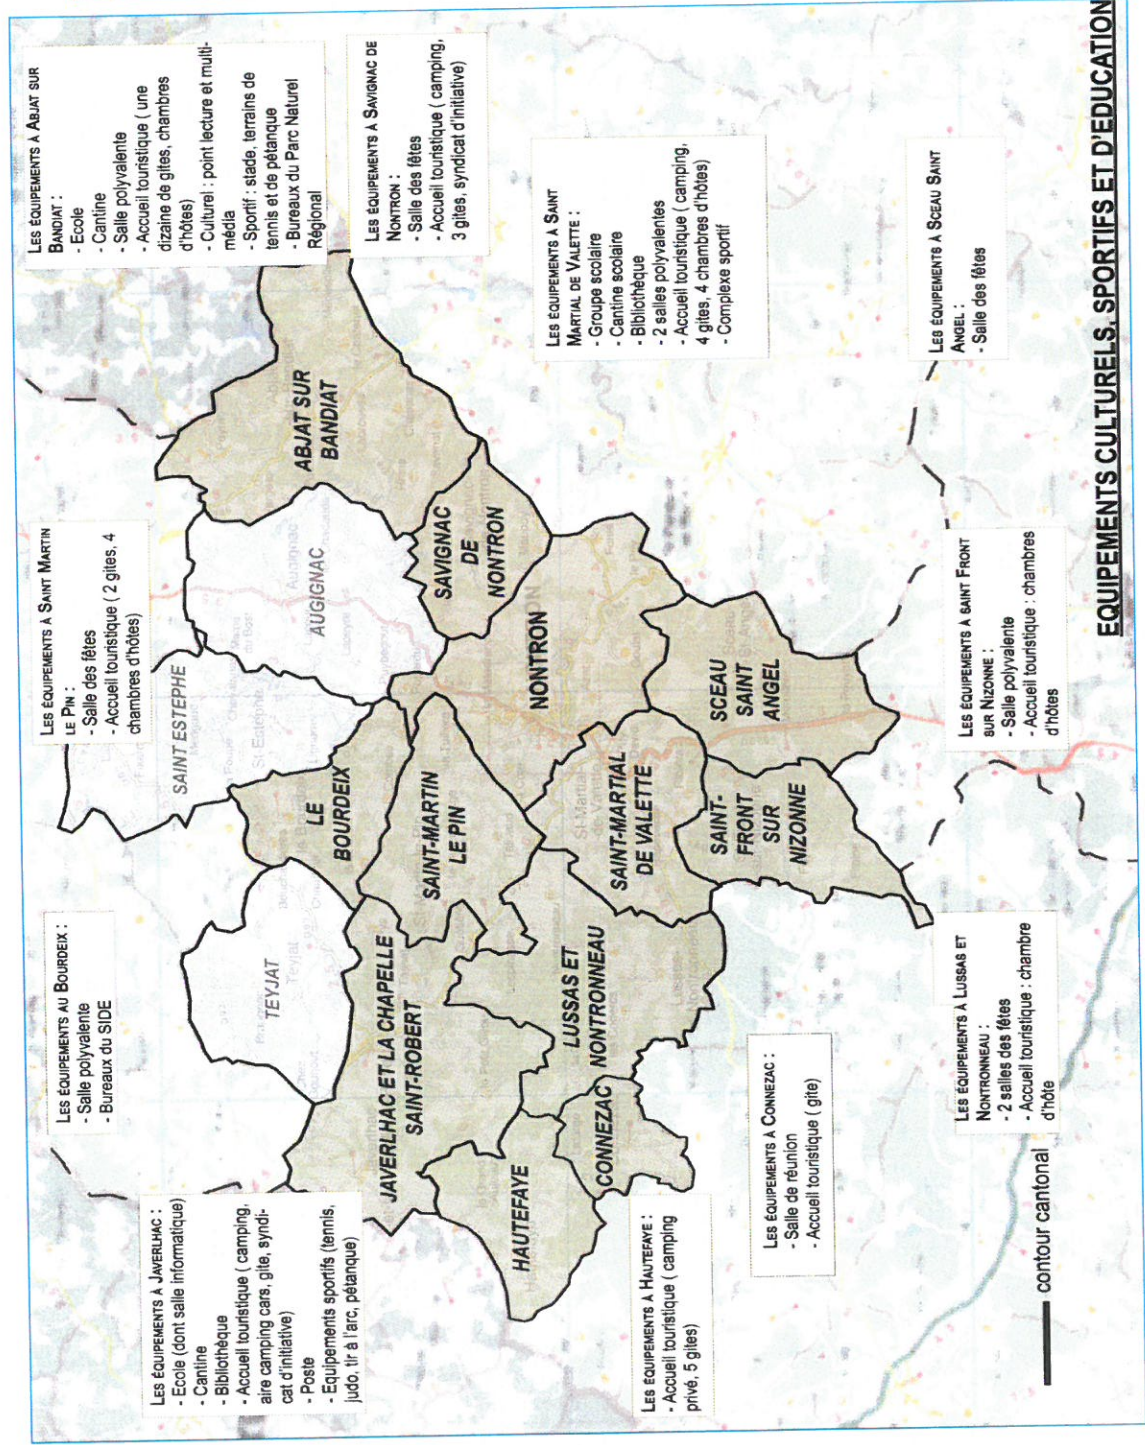 LES ÉQUIPEMENTS À JAVERLHAC :
- Ecole (dont salle informatique)
- Cantine
- Bibliothèque
- Accueil touristique ( camping,
aire camping cars, gîte, syndi-
cat d'initiative)
- Poste
- Equipements sportifs (tennis,
judo, tir à l'arc, pétanque)
LES ÉQUIPEMENTS AU BOURDEIX :
- Salle polyvalente
- Bureaux du SIDE
LES ÉQUIPEMENTS À SAINT MARTIN
LE PIN :
- Salle des fêtes
- Accueil touristique ( 2 gites, 4
chambres d'hôtes)
LES ÉQUIPEMENTS À ABJAT SUR
BANDIAT :
- Ecole
- Cantine
- Salle polyvalente
- Accueil touristique ( une
dizaine de gites, chambres
d'hôtes)
- Culturel : point lecture et multi-
média
- Sportif : stade, terrains de
tennis et de pétanque
- Bureaux du Parc Naturel
Régional
LES ÉQUIPEMENTS À SAVIGNAC DE
NONTRON :
- Salle des fêtes
- Accueil touristique ( camping,
3 gites, syndicat d'initiative)
LES ÉQUIPEMENTS À SAINT
MARTIAL DE VALETTE :
- Groupe scolaire
- Cantine scolaire
- Bibliothèque
- 2 salles polyvalentes
- Accueil touristique ( camping,
4 gites, 4 chambres d'hôtes)
- Complexe sportif
LES ÉQUIPEMENTS À SCEAU SAINT
ANGEL :
- Salle des fêtes
SAINT ESTEPHE
TEYJAT
AUGIGNAC
ABJAT SUR
BANDIAT
LE
BOURDEIX
SAVIGNAC
DE
NONTRON
SAINT-MARTIN
LE PIN
JAVERLHAC ET LA CHAPELLE
SAINT-ROBERT
NONTRON
HAUTEFAYE
LUSSAS ET
NONTRONNEAU
CONNEZAC
SAINT-MARTIAL
DE VALETTE
SCEAU
SAINT
ANGEL
SAINT-
FRONT
SUR
NIZONNE
LES ÉQUIPEMENTS À HAUTEFAYE :
- Accueil touristique ( camping
privé, 5 gites)
LES ÉQUIPEMENTS À CONNEZAC :
- Salle de réunion
- Accueil touristique ( gite)
LES ÉQUIPEMENTS À LUSSAS ET
NONTRONNEAU :
- 2 salles des fêtes
- Accueil touristique : chambre
d'hôte
LES ÉQUIPEMENTS À SAINT FRONT
SUR NIZONNE :
- Salle polyvalente
- Accueil touristique : chambres
d'hôtes
contour cantonal
EQUIPEMENTS CULTURELS, SPORTIFS ET D'EDUCATION